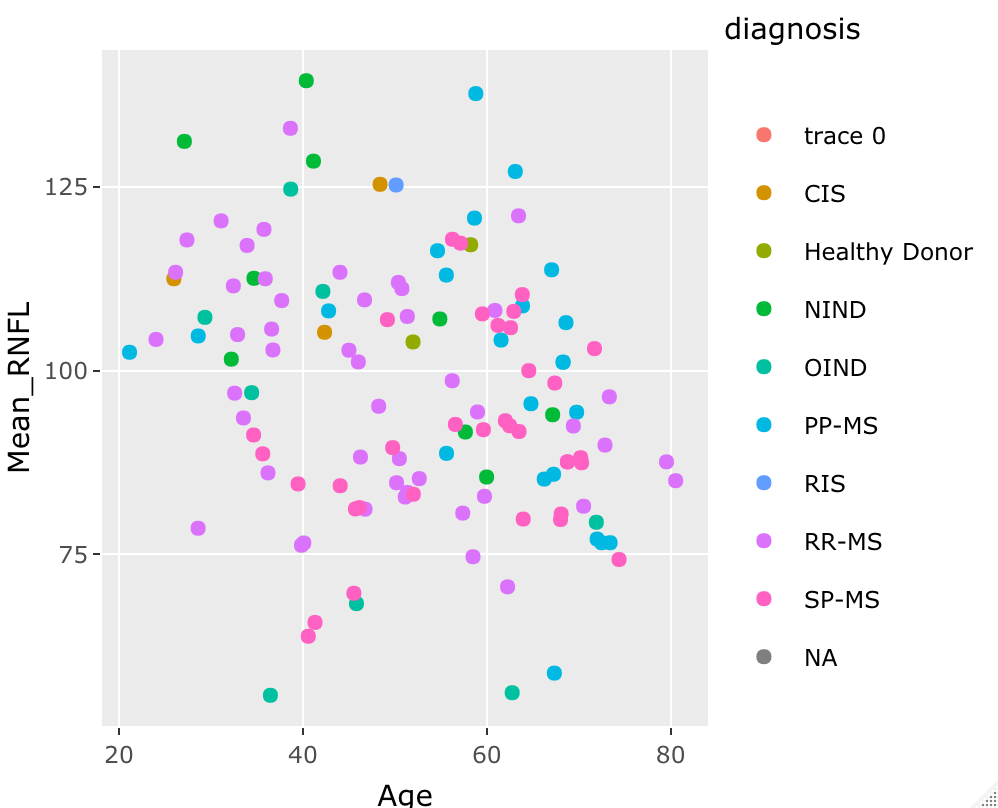 diagnosis
trace 0
CIS
Healthy Donor
NIND
OIND
PP-MS
RIS
RR-MS
SP-MS
NA
Mean_RNFL
125
100
75
20 40 60 80
Age